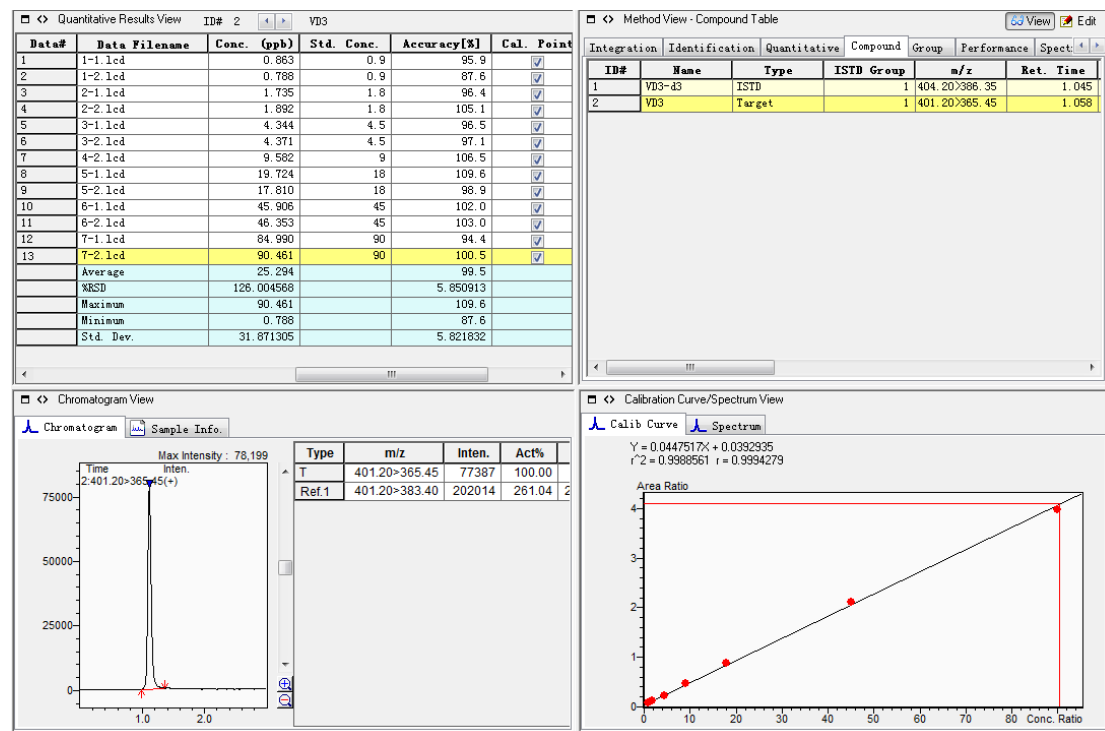 Quantitative Results View ID# 2 VD3
Data# Data Filename Conc. (ppb) Std. Conc. Accuracy[%] Cal. Point
1 1-1.lcd 0.863 0.9 95.9
2 1-2.lcd 0.788 0.9 87.6
3 2-1.lcd 1.735 1.8 96.4
4 2-2.lcd 1.892 1.8 105.1
5 3-1.lcd 4.344 4.5 96.5
6 3-2.lcd 4.371 4.5 97.1
7 4-2.lcd 9.582 9 106.5
8 5-1.lcd 19.724 18 109.6
9 5-2.lcd 17.810 18 98.9
10 6-1.lcd 45.906 45 102.0
11 6-2.lcd 46.353 45 103.0
12 7-1.lcd 84.990 90 94.4
13 7-2.lcd 90.461 90 100.5
Average 25.294 99.5
%RSD 126.004568 5.850913
Maximum 90.461 109.6
Minimum 0.788 87.6
Std. Dev. 31.871305 5.821832
Method View - Compound Table View Edit
Integration Identification Quantitative Compound Group Performance Spect
ID# Name Type ISTD Group m/z Ret. Time
1 VD3-d3 ISTD 1 404.20>386.35 1.045
2 VD3 Target 1 401.20>365.45 1.058
Chromatogram View
Chromatogram Sample Info.
Max Intensity : 78,199
Time Inten.
2:401.20>365.45(+)
75000
50000
25000
0
1.0 2.0
Type m/z Inten. Act%
T 401.20>365.45 77387 100.00
Ref.1 401.20>383.40 202014 261.04 2
Calibration Curve/Spectrum View
Calib Curve Spectrum
Y = 0.0447517X + 0.0392935
r^2 = 0.9988561 r = 0.9994279
Area Ratio
4
3
2
1
0
0 10 20 30 40 50 60 70 80 Conc. Ratio